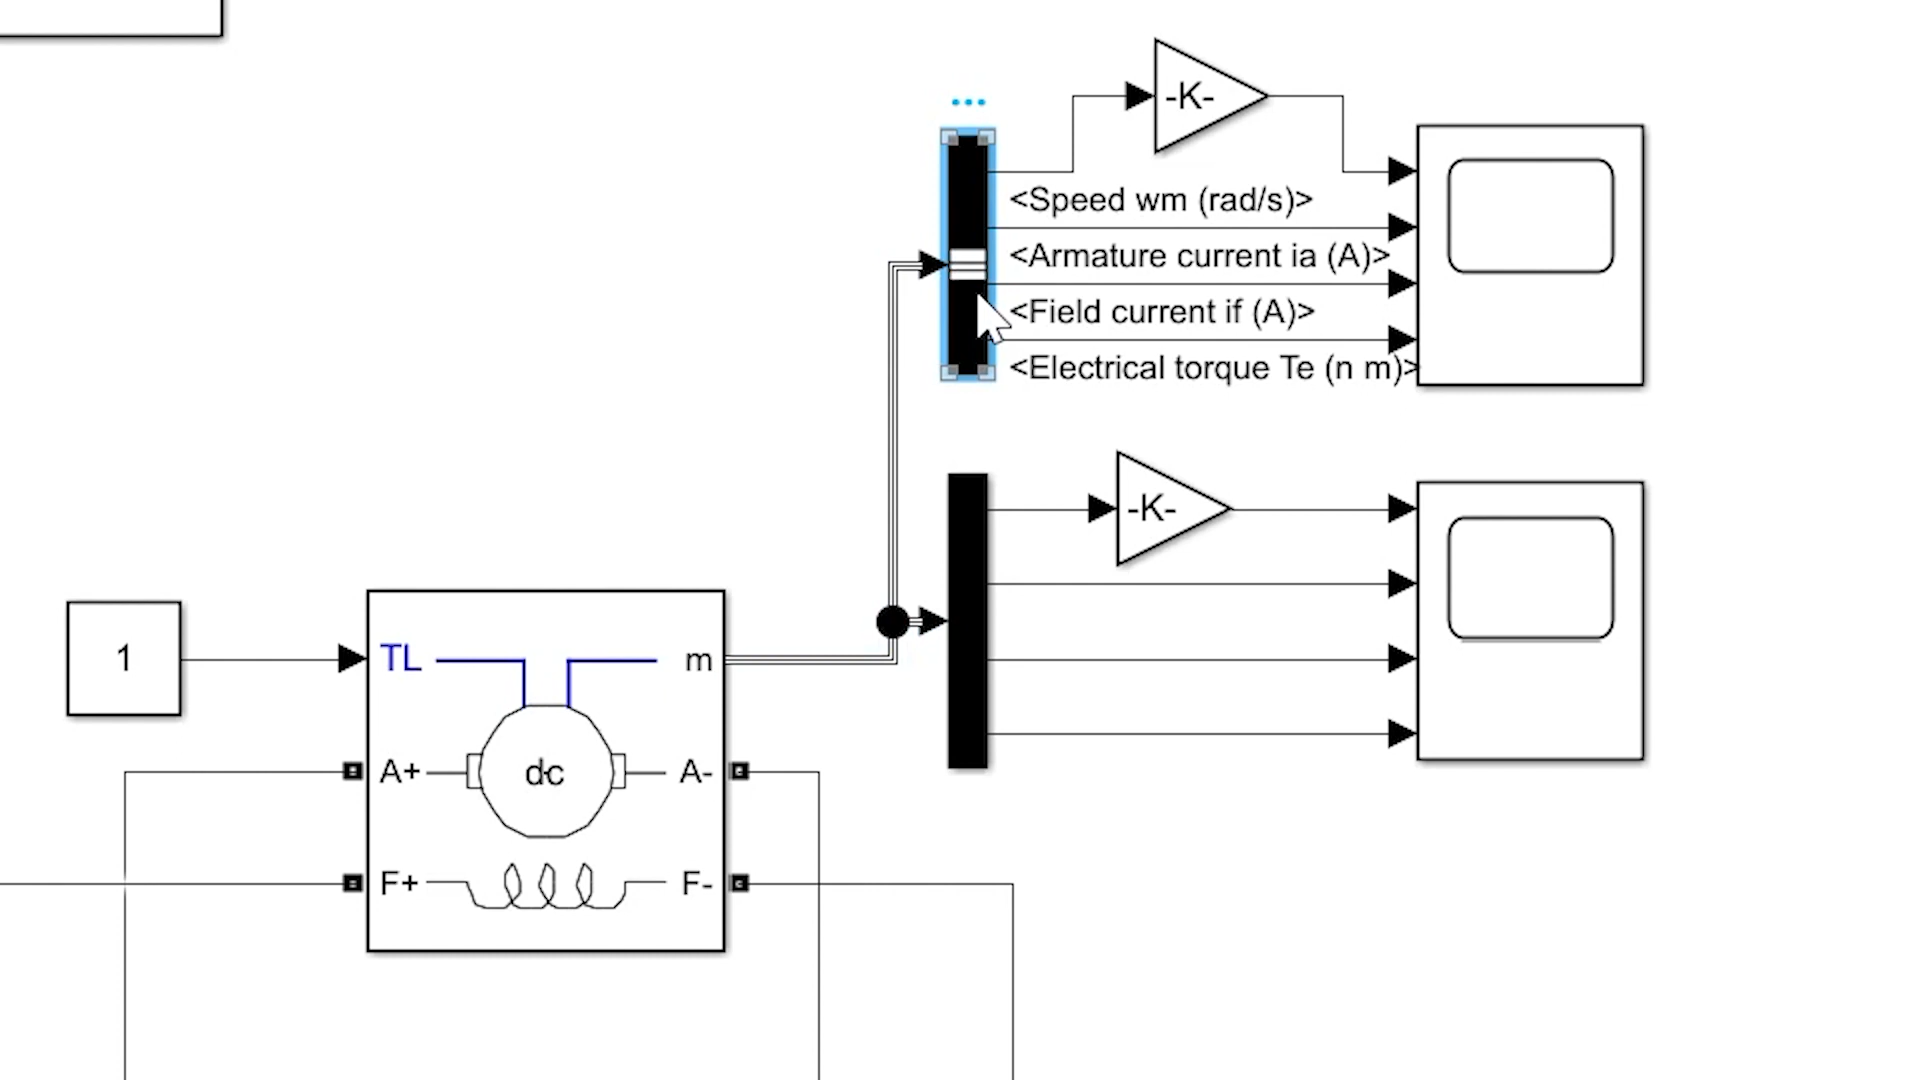 -K-
<Speed wm (rad/s)>
<Armature current ia (A)>
<Field current if (A)>
<Electrical torque Te (n m)>
-K-
1
TL
m
A+
dc
A-
F+
F-